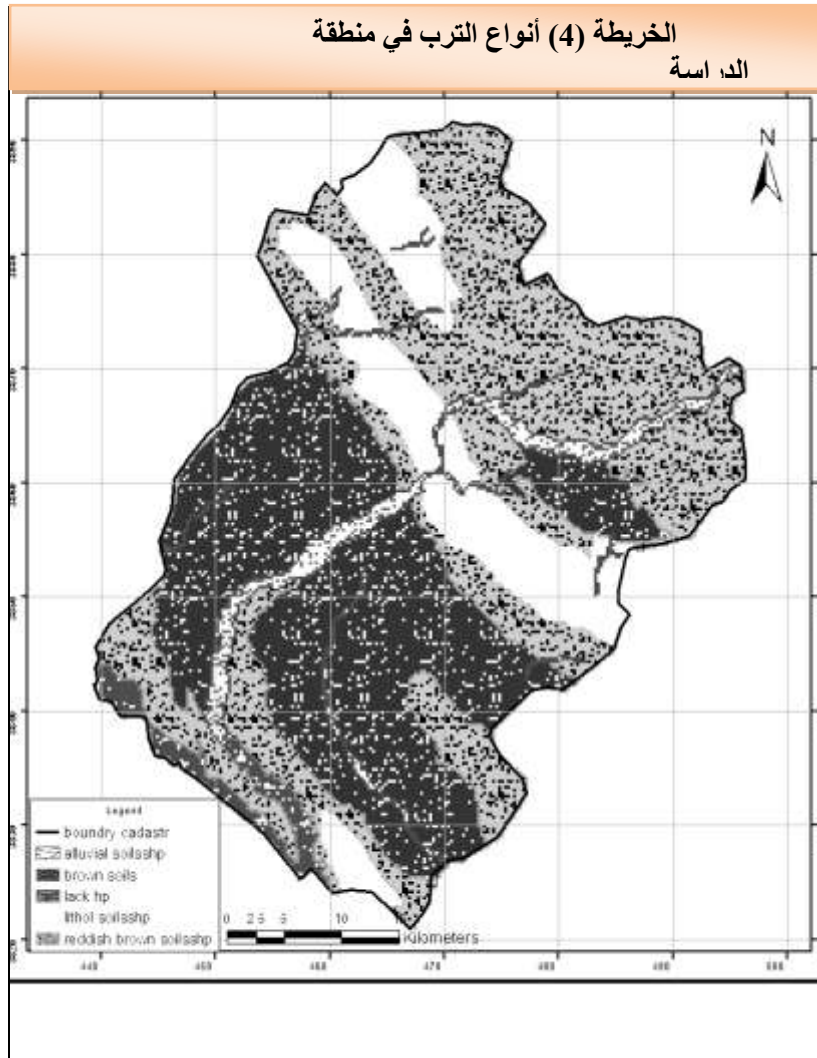 الخريطة (4) أنواع الترب في منطقة
الدراسة
N
Legend
boundry cadastr
alluvial soilsshp
brown soils
lack hp
lithol soilsshp
reddish brown soilsshp
0 2.5 5 10
Kilometers
440 450 460 470 480 490 500